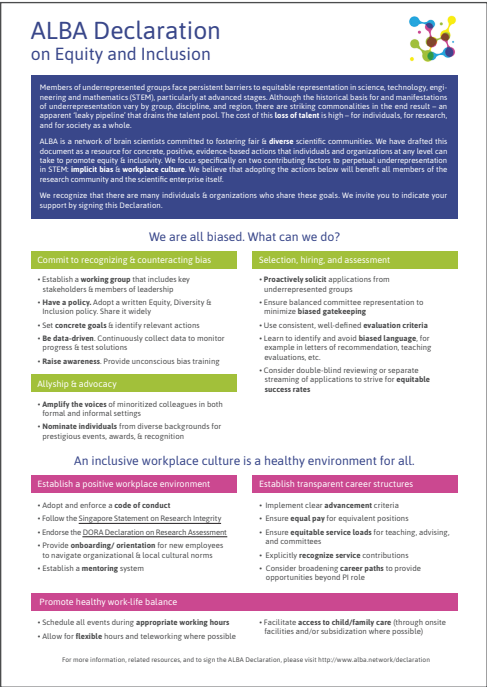 ALBA Declaration
on Equity and Inclusion
Members of underrepresented groups face persistent barriers to equitable representation in science, technology, engi-
neering and mathematics (STEM), particularly at advanced stages. Although the historical basis for and manifestations
of underrepresentation vary by group, discipline, and region, there are striking commonalities in the end result – an
apparent 'leaky pipeline' that drains the talent pool. The cost of this loss of talent is high – for individuals, for research,
and for society as a whole.
ALBA is a network of brain scientists committed to fostering fair & diverse scientific communities. We have drafted this
document as a resource for concrete, positive, evidence-based actions that individuals and organizations at any level can
take to promote equity & inclusivity. We focus specifically on two contributing factors to perpetual underrepresentation
in STEM: implicit bias & workplace culture. We believe that adopting the actions below will benefit all members of the
research community and the scientific enterprise itself.
We recognize that there are many individuals & organizations who share these goals. We invite you to indicate your
support by signing this Declaration.
We are all biased. What can we do?
Commit to recognizing & counteracting bias
• Establish a working group that includes key
stakeholders & members of leadership
• Have a policy. Adopt a written Equity, Diversity &
Inclusion policy. Share it widely
• Set concrete goals & identify relevant actions
• Be data-driven. Continuously collect data to monitor
progress & test solutions
• Raise awareness. Provide unconscious bias training
Allyship & advocacy
• Amplify the voices of minoritized colleagues in both
formal and informal settings
• Nominate individuals from diverse backgrounds for
prestigious events, awards, & recognition
Selection, hiring, and assessment
• Proactively solicit applications from
underrepresented groups
• Ensure balanced committee representation to
minimize biased gatekeeping
• Use consistent, well-defined evaluation criteria
• Learn to identify and avoid biased language, for
example in letters of recommendation, teaching
evaluations, etc.
• Consider double-blind reviewing or separate
streaming of applications to strive for equitable
success rates
An inclusive workplace culture is a healthy environment for all.
Establish a positive workplace environment
• Adopt and enforce a code of conduct
• Follow the Singapore Statement on Research Integrity
• Endorse the DORA Declaration on Research Assessment
• Provide onboarding/ orientation for new employees
to navigate organizational & local cultural norms
• Establish a mentoring system
Establish transparent career structures
• Implement clear advancement criteria
• Ensure equal pay for equivalent positions
• Ensure equitable service loads for teaching, advising,
and committees
• Explicitly recognize service contributions
• Consider broadening career paths to provide
opportunities beyond PI role
Promote healthy work-life balance
• Schedule all events during appropriate working hours
• Allow for flexible hours and teleworking where possible
• Facilitate access to child/family care (through onsite
facilities and/or subsidization where possible)
For more information, related resources, and to sign the ALBA Declaration, please visit http://www.alba.network/declaration